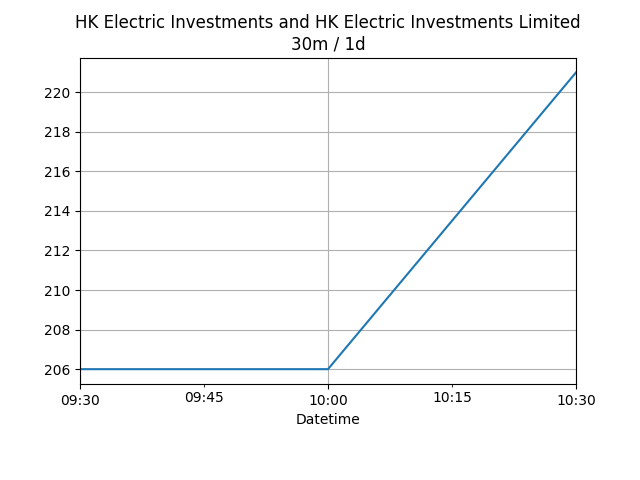 HK Electric Investments and HK Electric Investments Limited
30m / 1d
220
218
216
214
212
210
208
206
09:30 09:45 10:00 10:15 10:30
Datetime